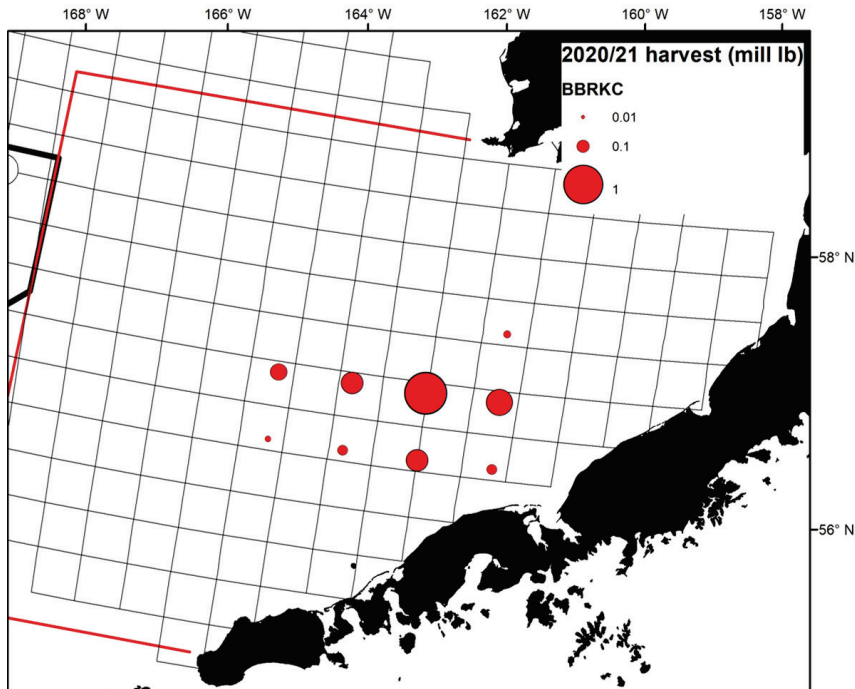 168° W 166° W 164° W 162° W 160° W 158° W
2020/21 harvest (mill lb)
BBRKC
0.01
0.1
1
58° N
56° N